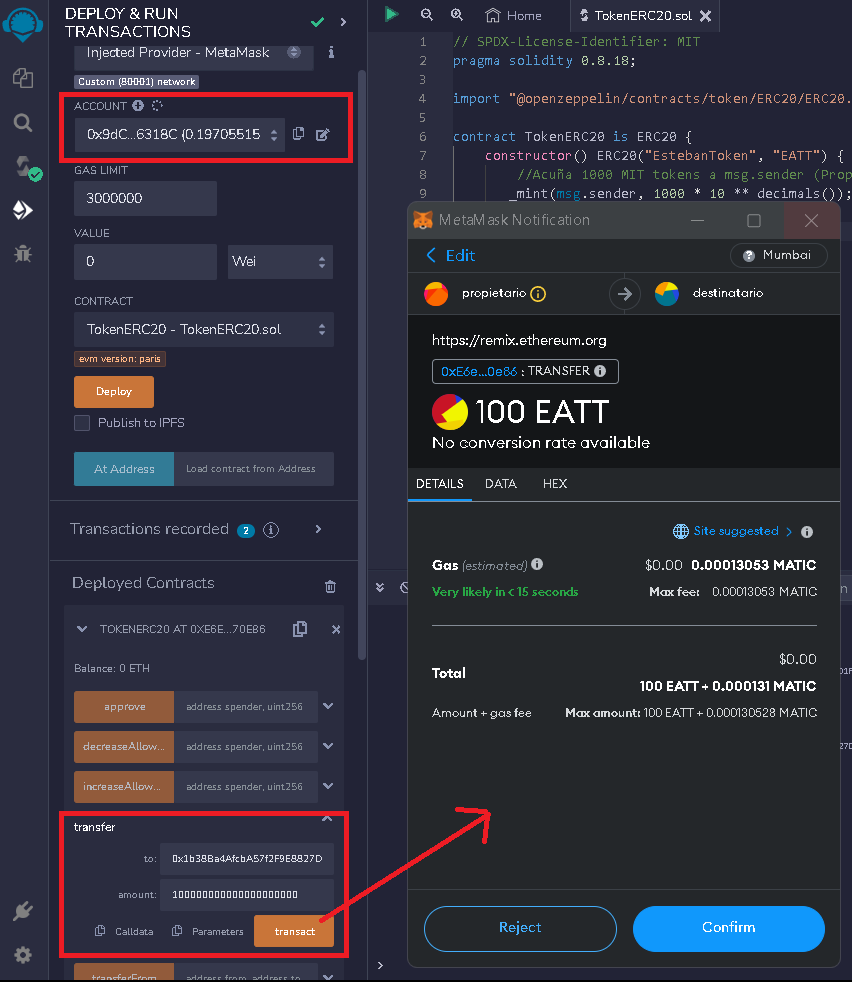 DEPLOY & RUN
TRANSACTIONS
Injected Provider - MetaMask
Custom (80001) network
ACCOUNT
0x9dC...6318C (0.19705515
GAS LIMIT
3000000
VALUE
0
Wei
CONTRACT
TokenERC20 - TokenERC20.sol
evm version: paris
Deploy
Publish to IPFS
At Address
Load contract from Address
Transactions recorded 2
Deployed Contracts
TOKENERC20 AT 0XE6E...70E86
Balance: 0 ETH
approve
address spender, uint256
decreaseAllow...
address spender, uint256
increaseAllow...
address spender, uint256
transfer
to:
0x1b38Ba4AfcbA57f2F9E8827D
amount:
100000000000000000000
Calldata
Parameters
transact
transferFrom
address from, address to,
Home
TokenERC20.sol
1 // SPDX-License-Identifier: MIT
2 pragma solidity 0.8.18;
3
4 import "@openzeppelin/contracts/token/ERC20/ERC20.
5
6 contract TokenERC20 is ERC20 {
7 constructor() ERC20("EstebanToken", "EATT") {
8 //Acuña 1000 MIT tokens a msg.sender (Prop
9 _mint(msg.sender, 1000 * 10 ** decimals());
MetaMask Notification
Edit
Mumbai
propietario
destinatario
https://remix.ethereum.org
0xE6e...0e86 : TRANSFER
100 EATT
No conversion rate available
DETAILS
DATA
HEX
Site suggested
Gas (estimated)
$0.00 0.00013053 MATIC
Very likely in < 15 seconds
Max fee: 0.00013053 MATIC
$0.00
Total
100 EATT + 0.000131 MATIC
Amount + gas fee
Max amount: 100 EATT + 0.000130528 MATIC
Reject
Confirm